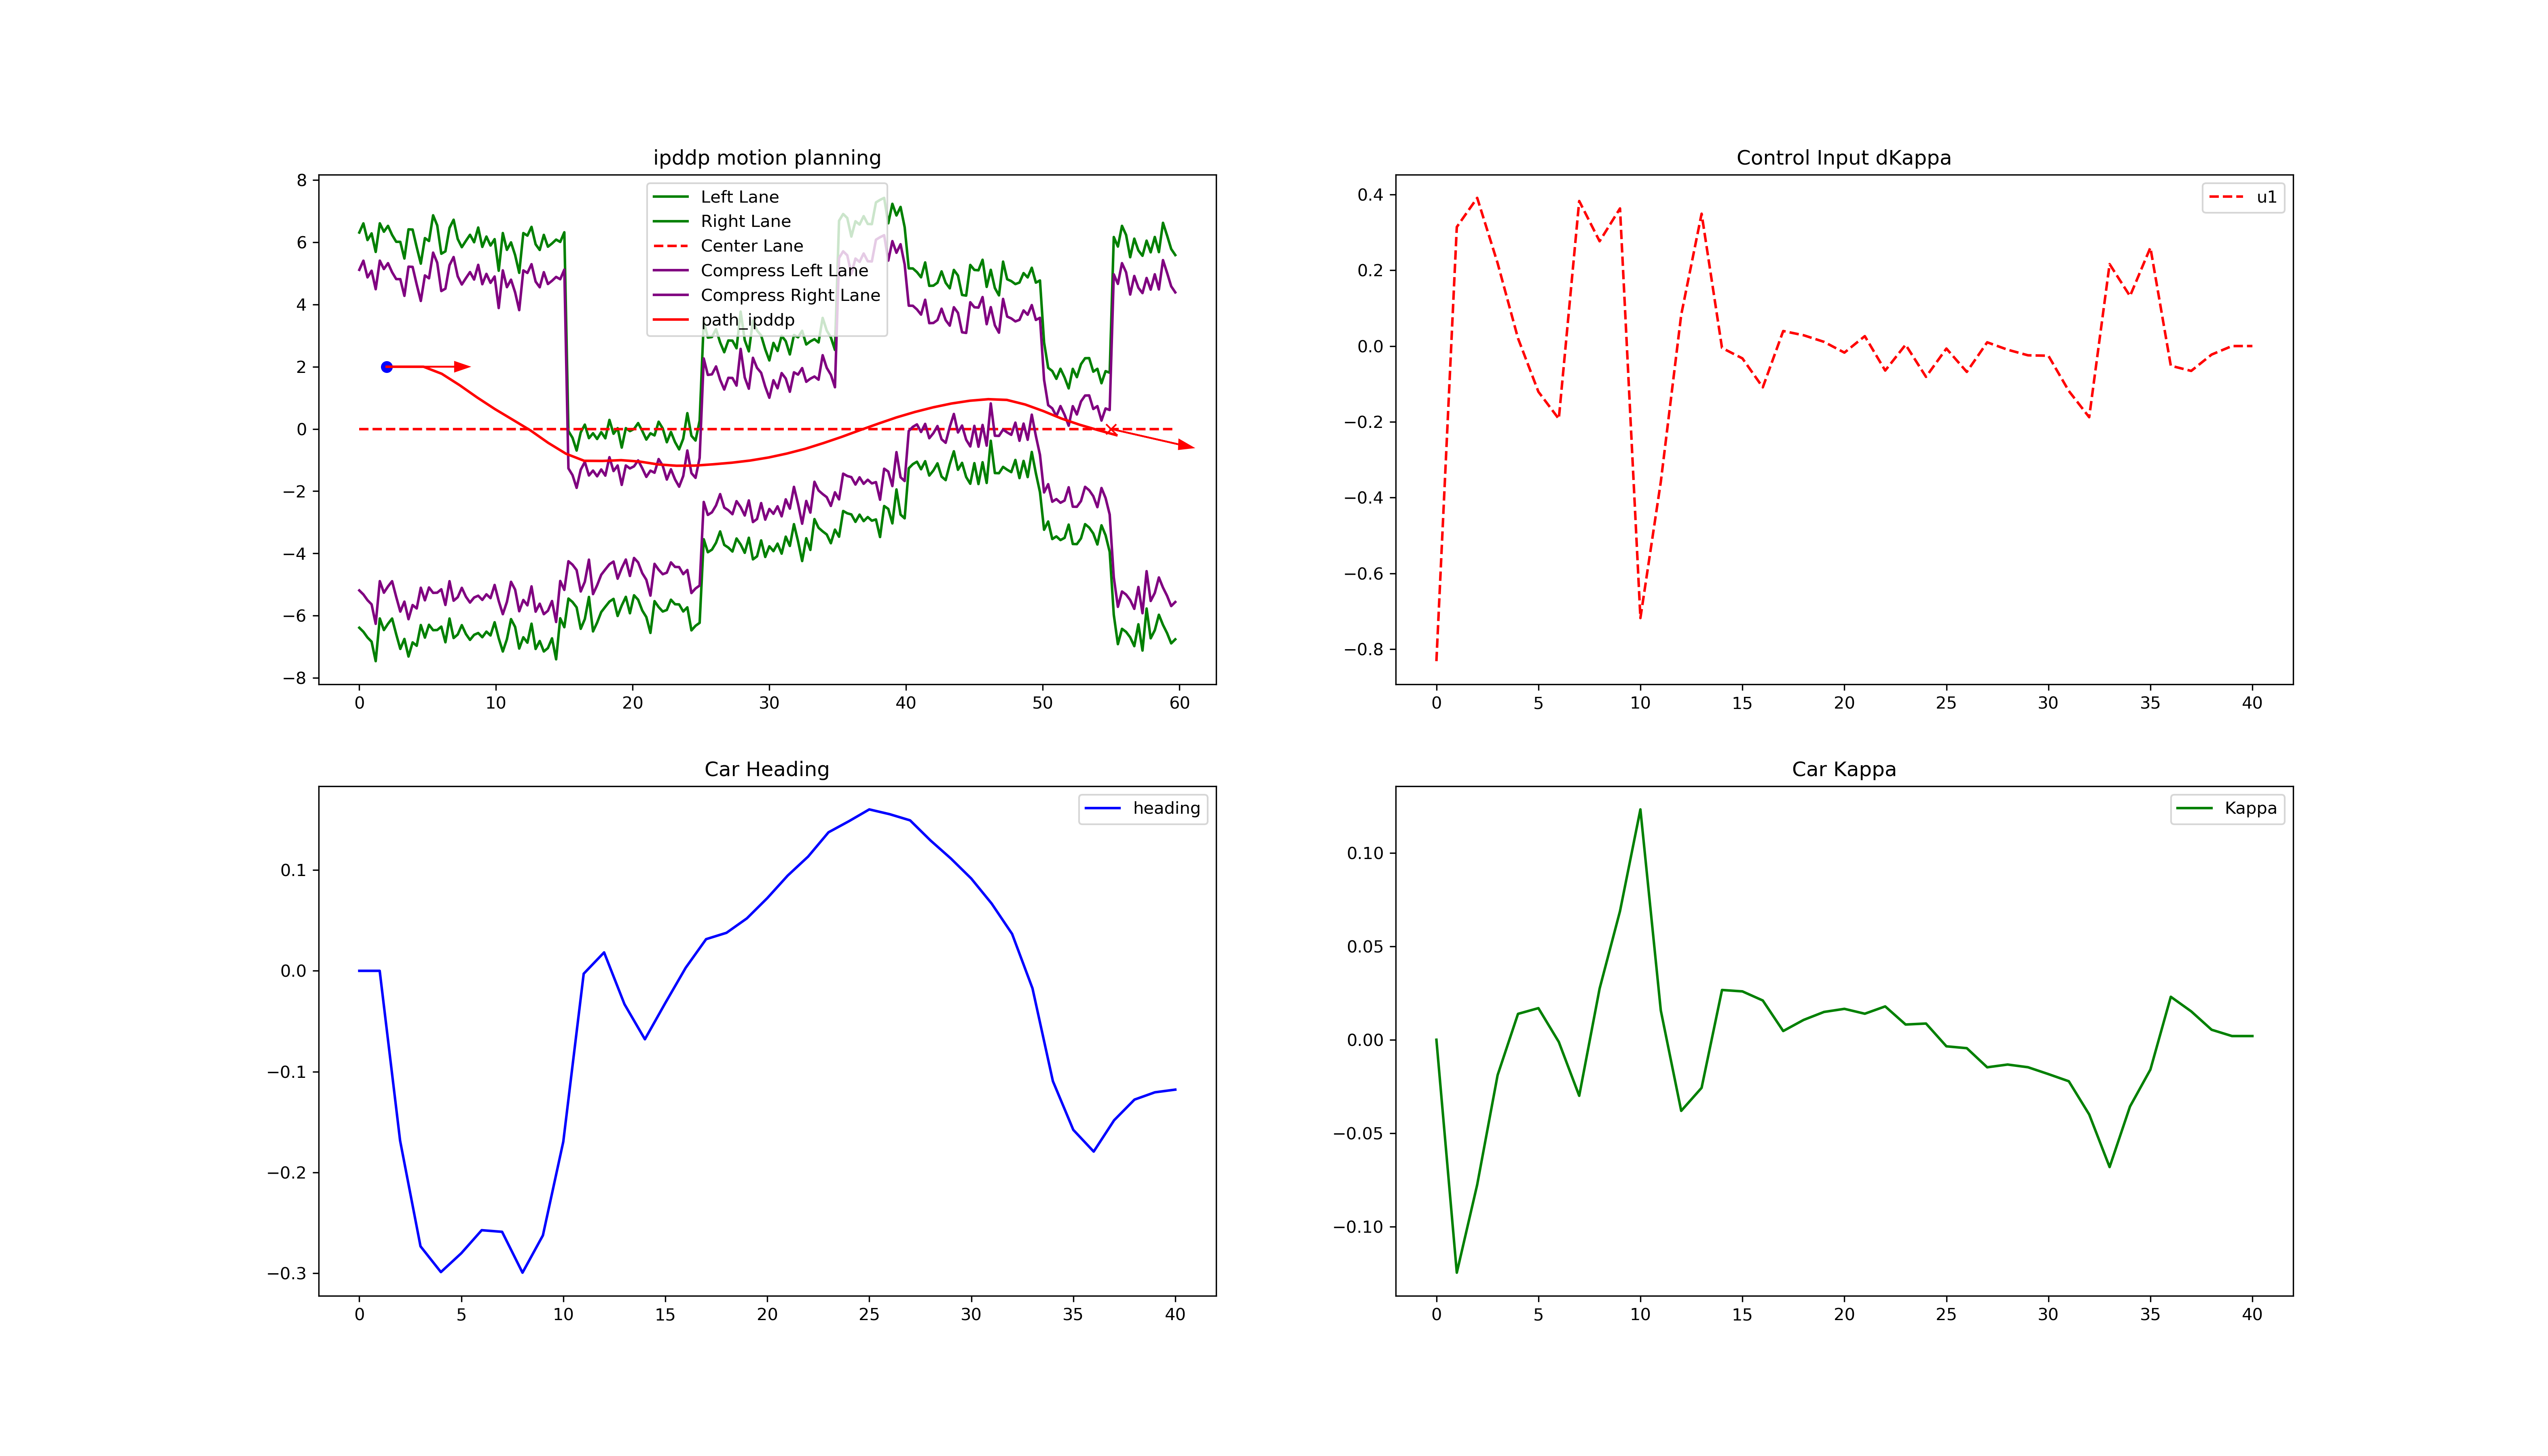 ipddp motion planning
8
6
4
2
0
−2
−4
−6
−8
Left Lane
Right Lane
Center Lane
Compress Left Lane
Compress Right Lane
path_ipddp
0 10 20 30 40 50 60
Control Input dKappa
0.4
0.2
0.0
−0.2
−0.4
−0.6
−0.8
u1
0 5 10 15 20 25 30 35 40
Car Heading
0.1
0.0
−0.1
−0.2
−0.3
heading
0 5 10 15 20 25 30 35 40
Car Kappa
0.10
0.05
0.00
−0.05
−0.10
Kappa
0 5 10 15 20 25 30 35 40